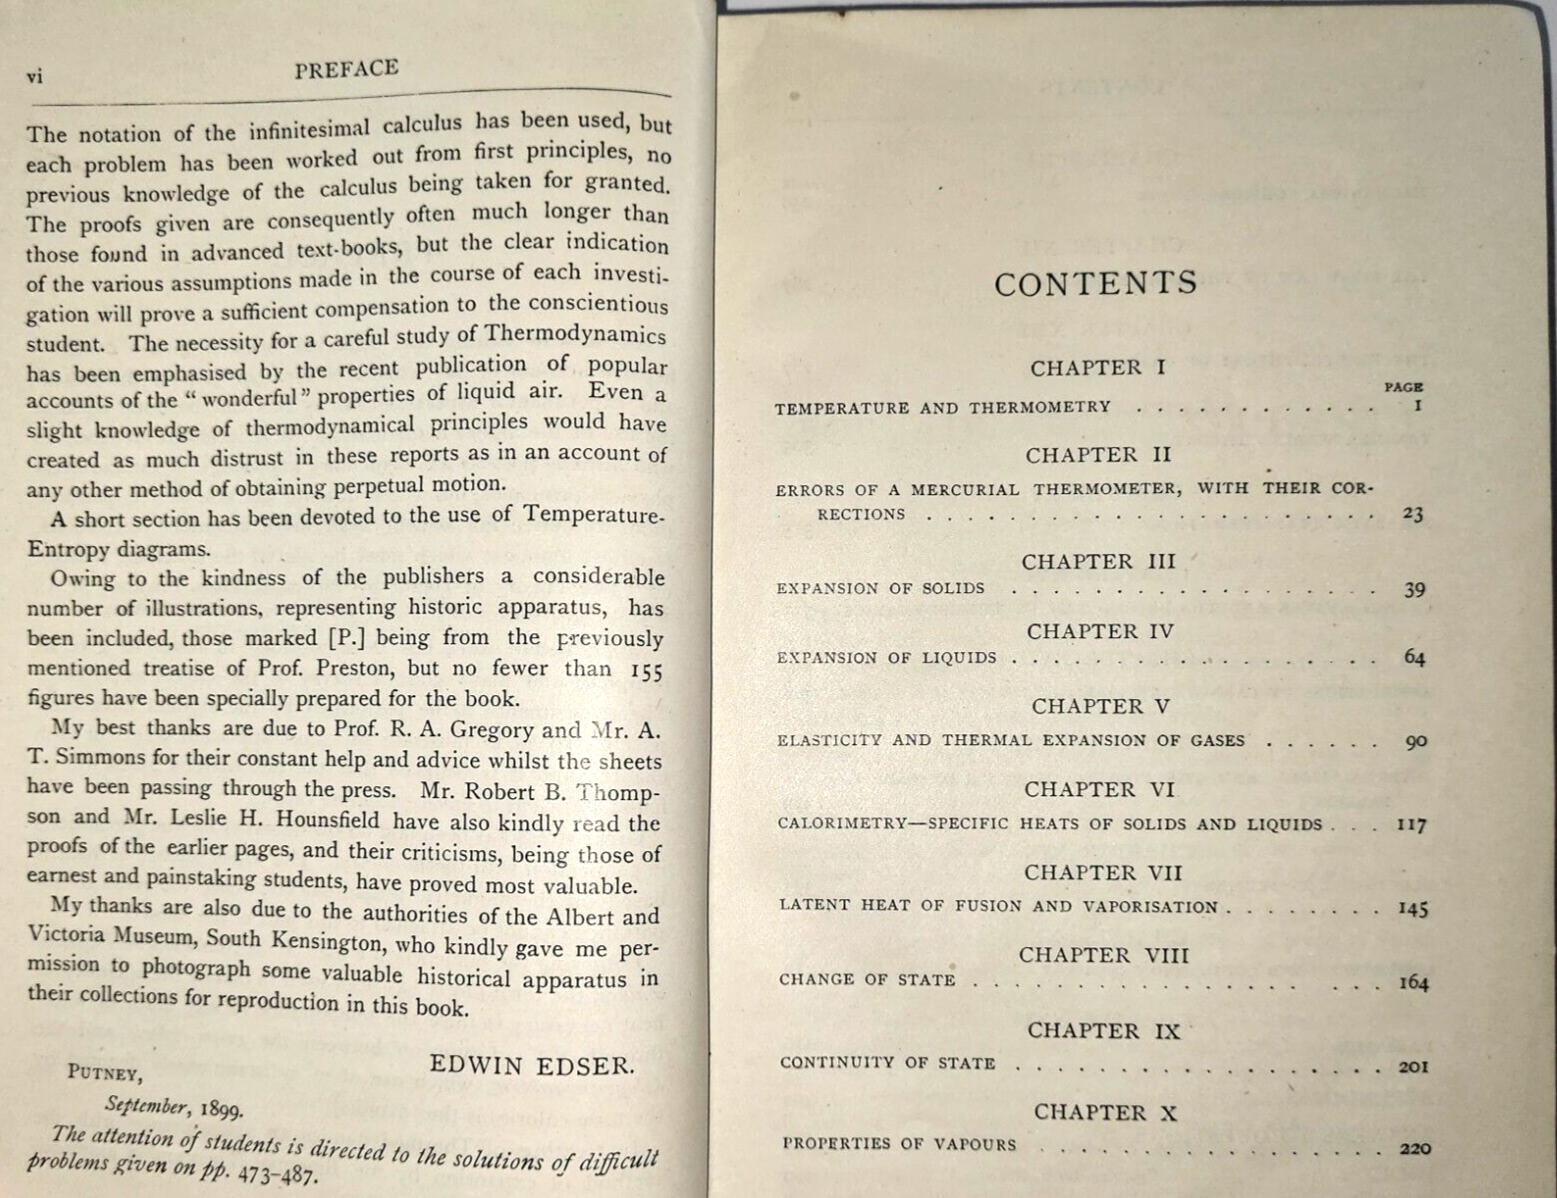 vi PREFACE
The notation of the infinitesimal calculus has been used, but
each problem has been worked out from first principles, no
previous knowledge of the calculus being taken for granted.
The proofs given are consequently often much longer than
those found in advanced text-books, but the clear indication
of the various assumptions made in the course of each investi-
gation will prove a sufficient compensation to the conscientious
student. The necessity for a careful study of Thermodynamics
has been emphasised by the recent publication of popular
accounts of the “wonderful” properties of liquid air. Even a
slight knowledge of thermodynamical principles would have
created as much distrust in these reports as in an account of
any other method of obtaining perpetual motion.
A short section has been devoted to the use of Temperature-
Entropy diagrams.
Owing to the kindness of the publishers a considerable
number of illustrations, representing historic apparatus, has
been included, those marked [P.] being from the previously
mentioned treatise of Prof. Preston, but no fewer than 155
figures have been specially prepared for the book.
My best thanks are due to Prof. R. A. Gregory and Mr. A.
T. Simmons for their constant help and advice whilst the sheets
have been passing through the press. Mr. Robert B. Thomp-
son and Mr. Leslie H. Hounsfield have also kindly read the
proofs of the earlier pages, and their criticisms, being those of
earnest and painstaking students, have proved most valuable.
My thanks are also due to the authorities of the Albert and
Victoria Museum, South Kensington, who kindly gave me per-
mission to photograph some valuable historical apparatus in
their collections for reproduction in this book.
EDWIN EDSER.
PUTNEY,
September, 1899.
The attention of students is directed to the solutions of difficult
problems given on pp. 473-487.
CONTENTS
CHAPTER I
PAGE
TEMPERATURE AND THERMOMETRY . . . . . . . . . . . . 1
CHAPTER II
ERRORS OF A MERCURIAL THERMOMETER, WITH THEIR COR-
RECTIONS . . . . . . . . . . . . . . . . . . 23
CHAPTER III
EXPANSION OF SOLIDS . . . . . . . . . . . . . . . 39
CHAPTER IV
EXPANSION OF LIQUIDS . . . . . . . . . . . . . . . 64
CHAPTER V
ELASTICITY AND THERMAL EXPANSION OF GASES . . . . . . 90
CHAPTER VI
CALORIMETRY—SPECIFIC HEATS OF SOLIDS AND LIQUIDS . . . 117
CHAPTER VII
LATENT HEAT OF FUSION AND VAPORISATION . . . . . . . . 145
CHAPTER VIII
CHANGE OF STATE . . . . . . . . . . . . . . . . 164
CHAPTER IX
CONTINUITY OF STATE . . . . . . . . . . . . . . . 201
CHAPTER X
PROPERTIES OF VAPOURS . . . . . . . . . . . . . . 220